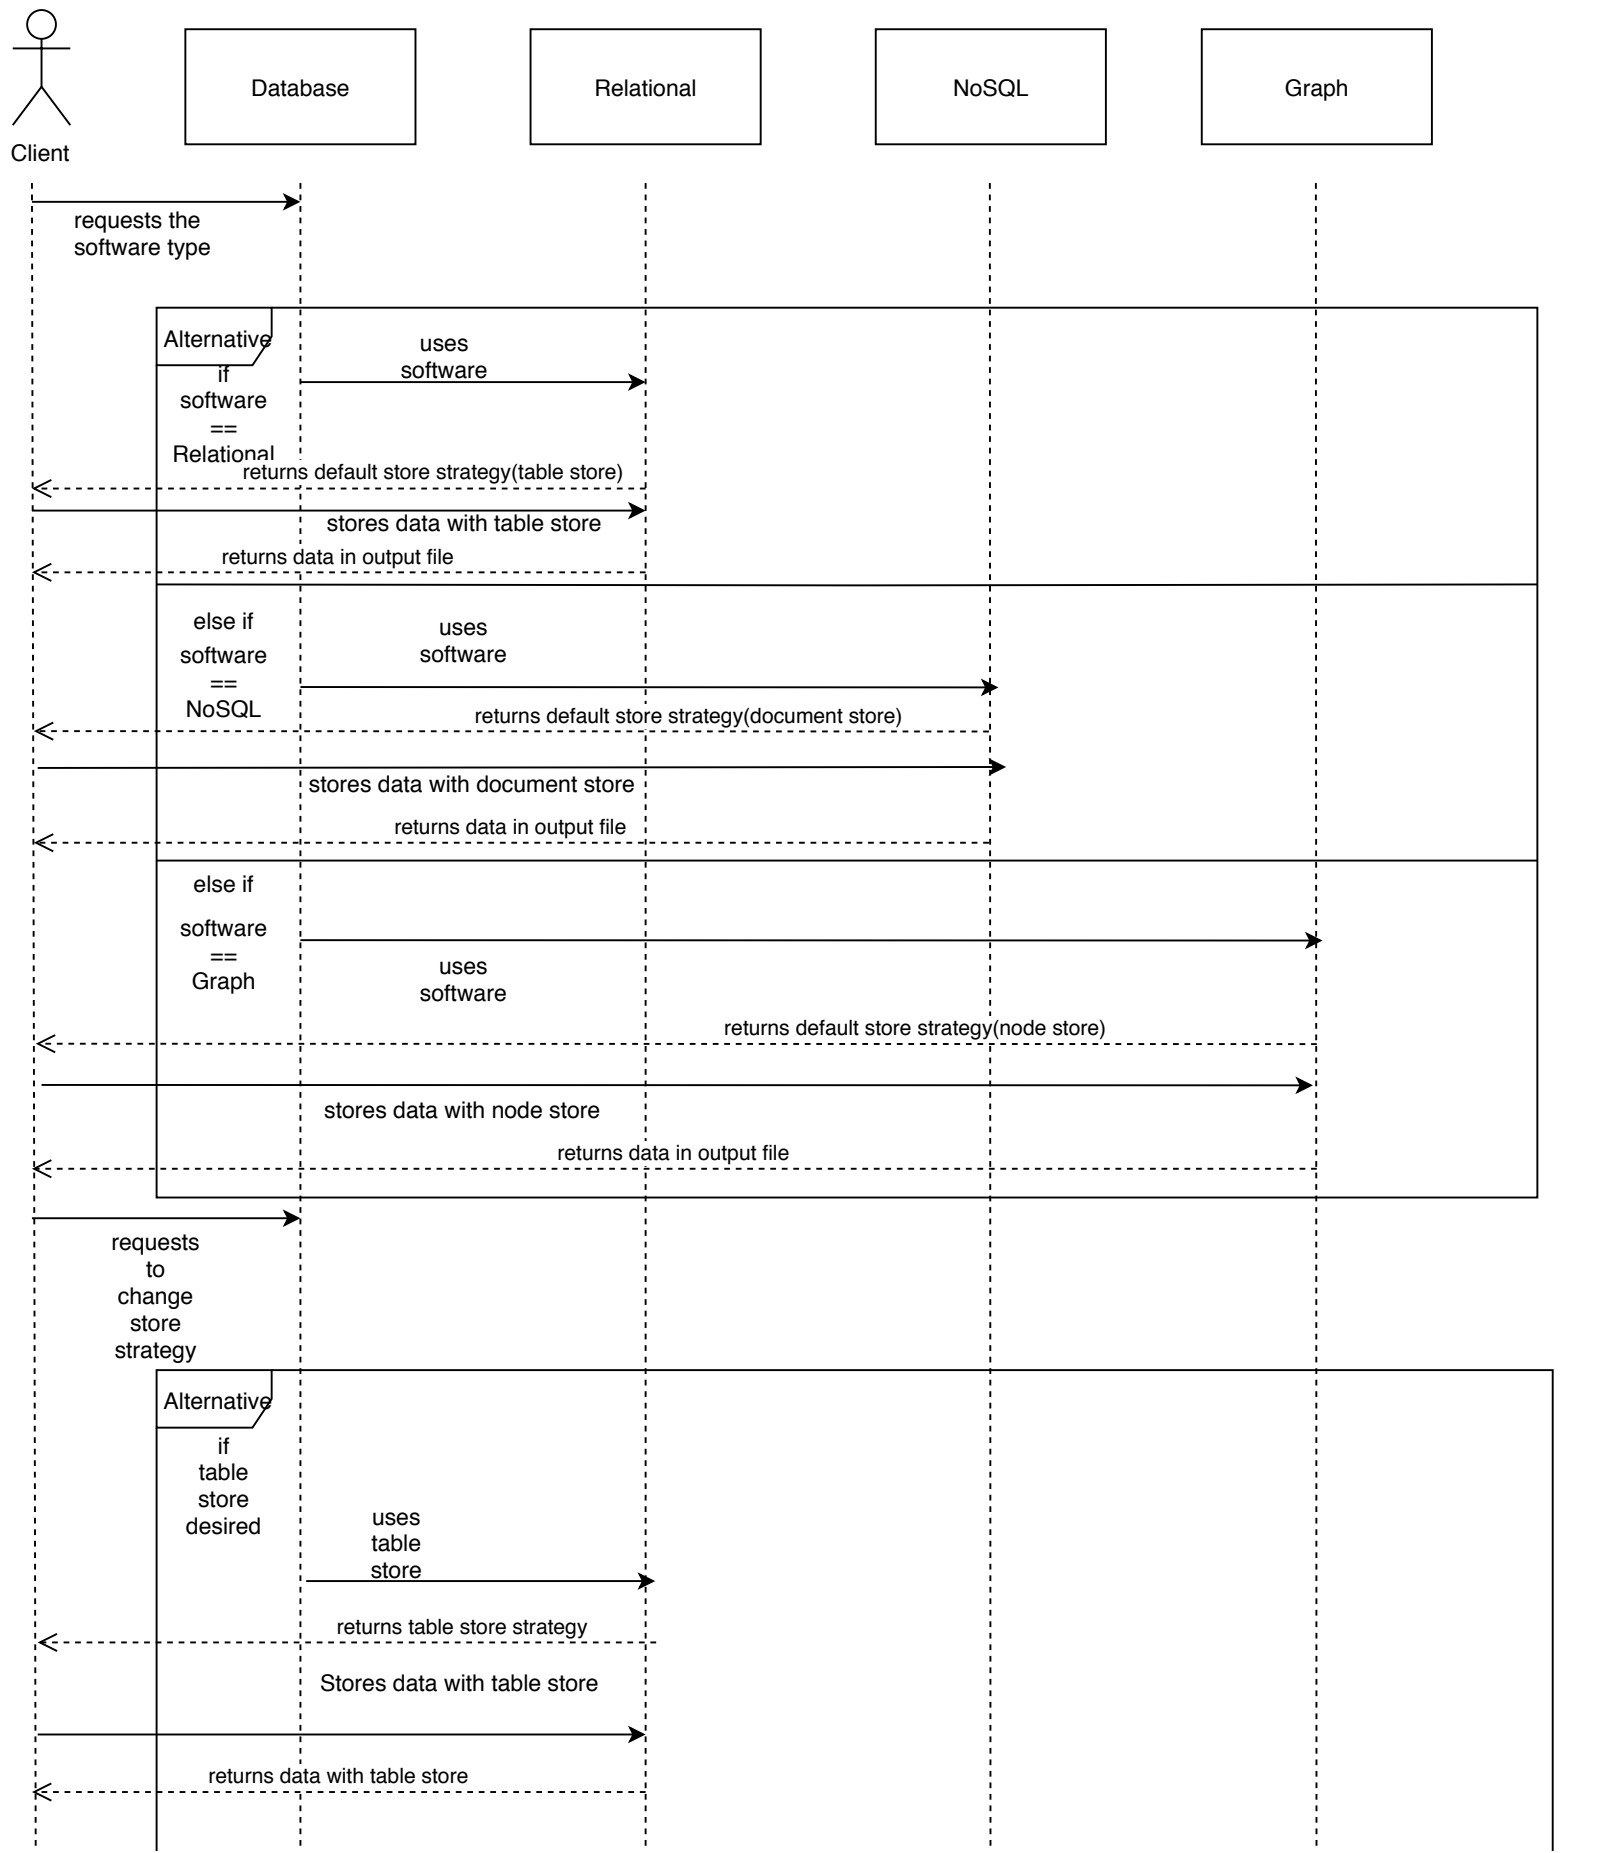 Client
Database
Relational
NoSQL
Graph
requests the
software type
Alternative
if
software
==
Relational
uses
software
returns default store strategy(table store)
stores data with table store
returns data in output file
else if
software
==
NoSQL
uses
software
returns default store strategy(document store)
stores data with document store
returns data in output file
else if
software
==
Graph
uses
software
returns default store strategy(node store)
stores data with node store
returns data in output file
requests
to
change
store
strategy
Alternative
if
table
store
desired
uses
table
store
returns table store strategy
Stores data with table store
returns data with table store